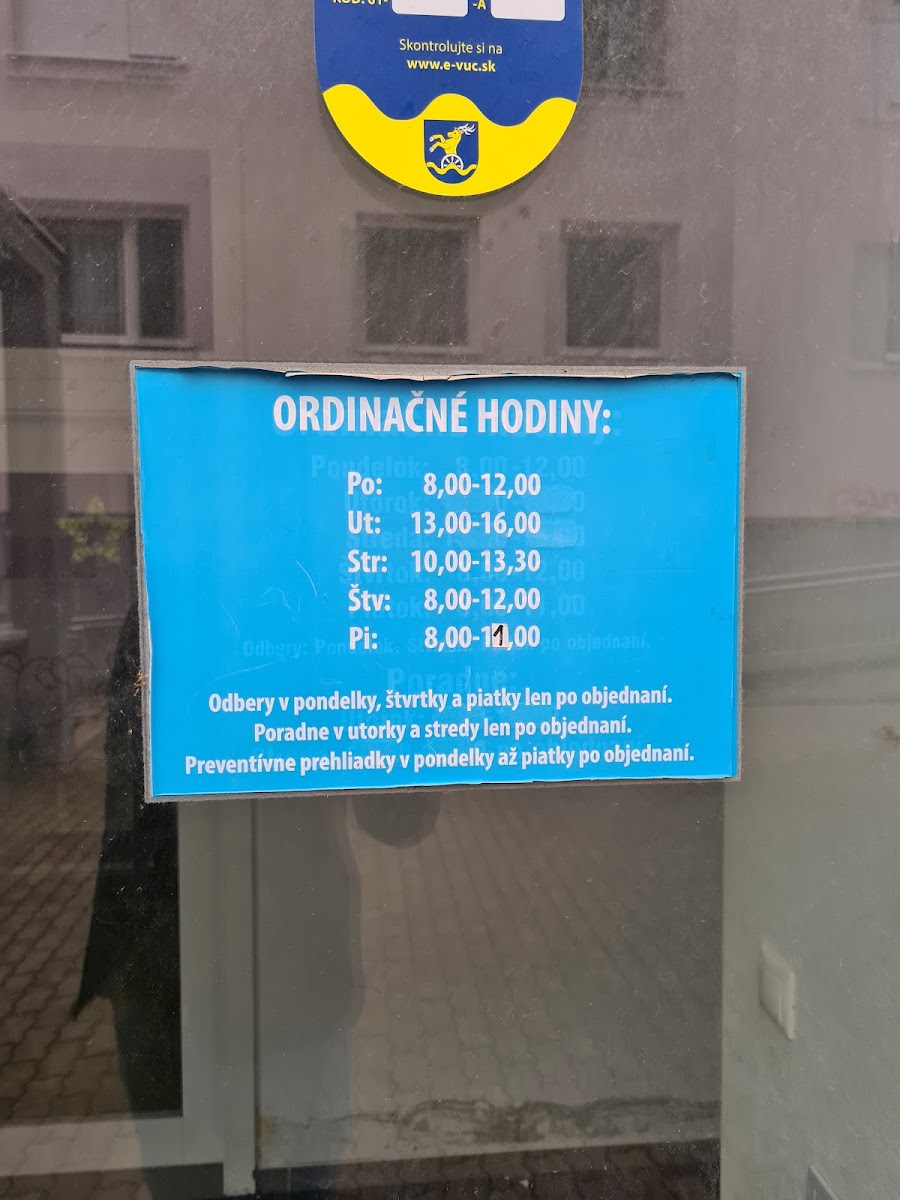 KÓD: 61- -A
Skontrolujte si na
www.e-vuc.sk
ORDINAČNÉ HODINY:
Po: 8,00-12,00
Ut: 13,00-16,00
Str: 10,00-13,30
Štv: 8,00-12,00
Pi: 8,00-11,00
Odbery v pondelky, štvrtky a piatky len po objednaní.
Poradne v utorky a stredy len po objednaní.
Preventívne prehliadky v pondelky až piatky po objednaní.